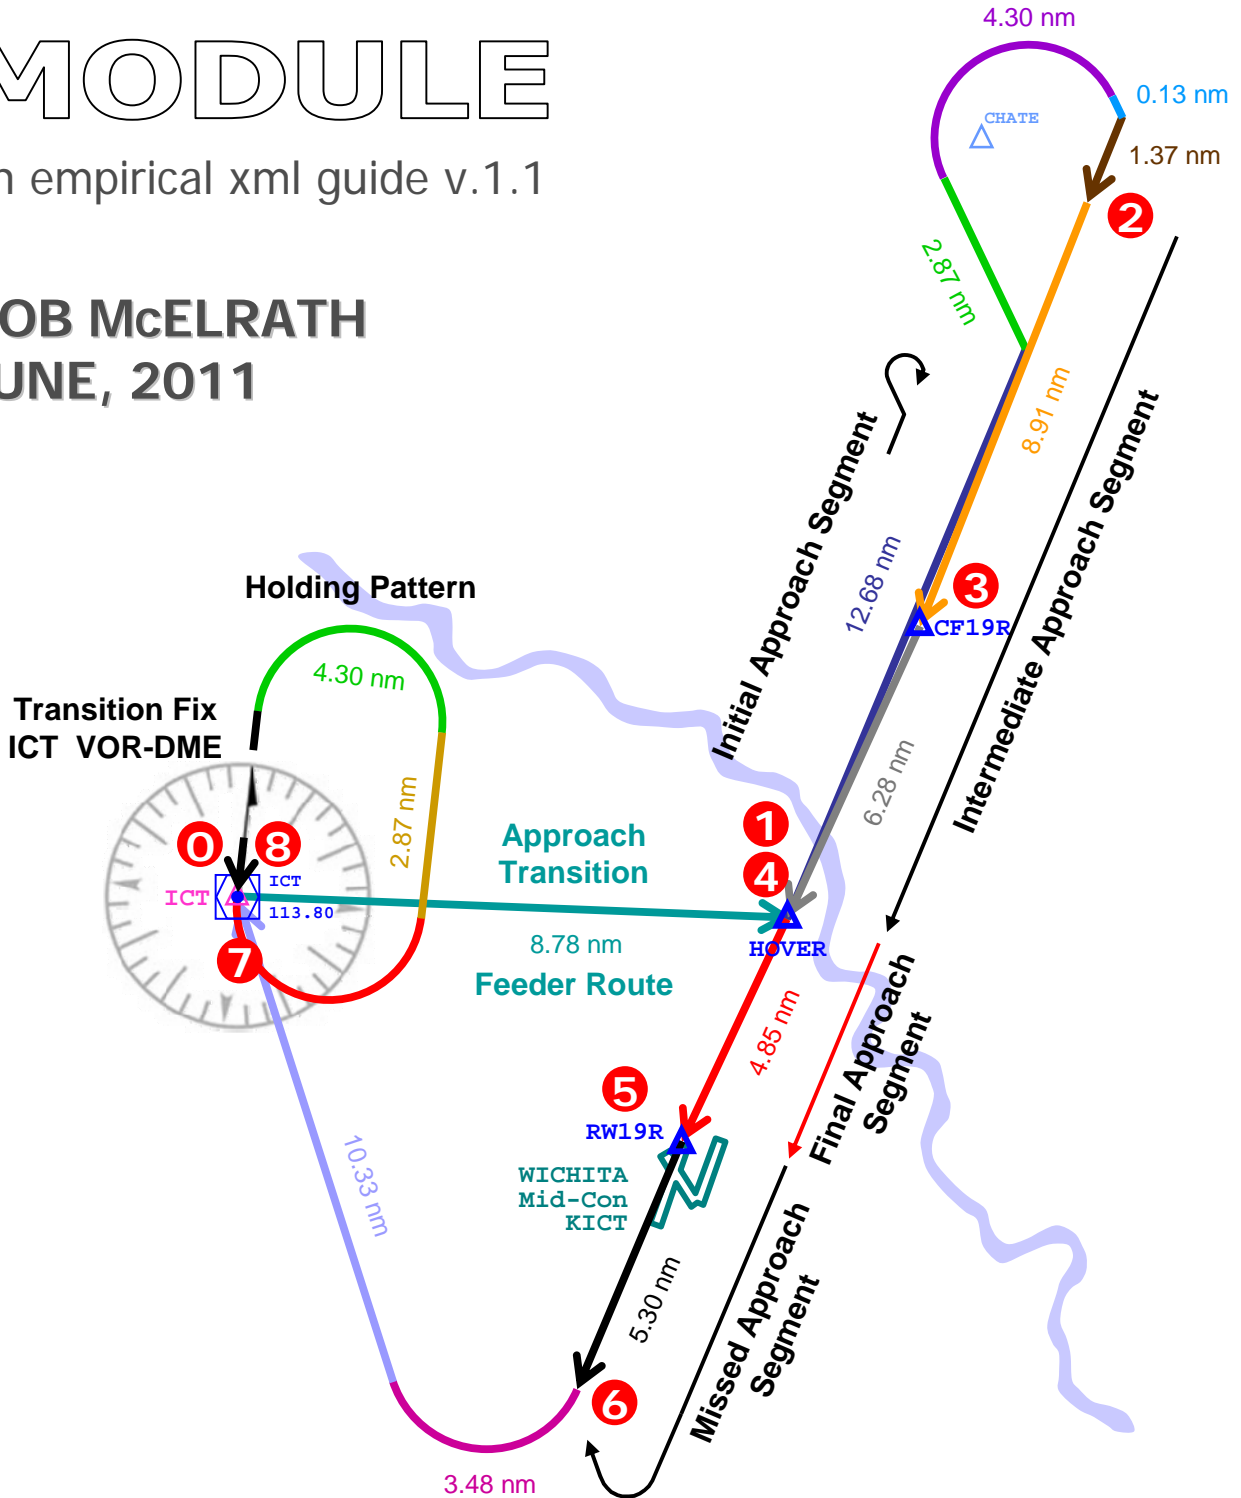 MODULE
n empirical xml guide v.1.1
OB McELRATH
UNE, 2011
4.30 nm
0.13 nm
CHATE
1.37 nm
2
2.87 nm
8.91 nm
Initial Approach Segment
Intermediate Approach Segment
12.68 nm
3
CF19R
Holding Pattern
4.30 nm
Transition Fix
ICT VOR-DME
2.87 nm
6.28 nm
0
8
ICT
ICT
113.80
7
Approach
Transition
8.78 nm
Feeder Route
1
4
HOVER
4.85 nm
Final Approach
Segment
5
RW19R
WICHITA
Mid-Con
KICT
10.33 nm
5.30 nm
Missed Approach
Segment
6
3.48 nm